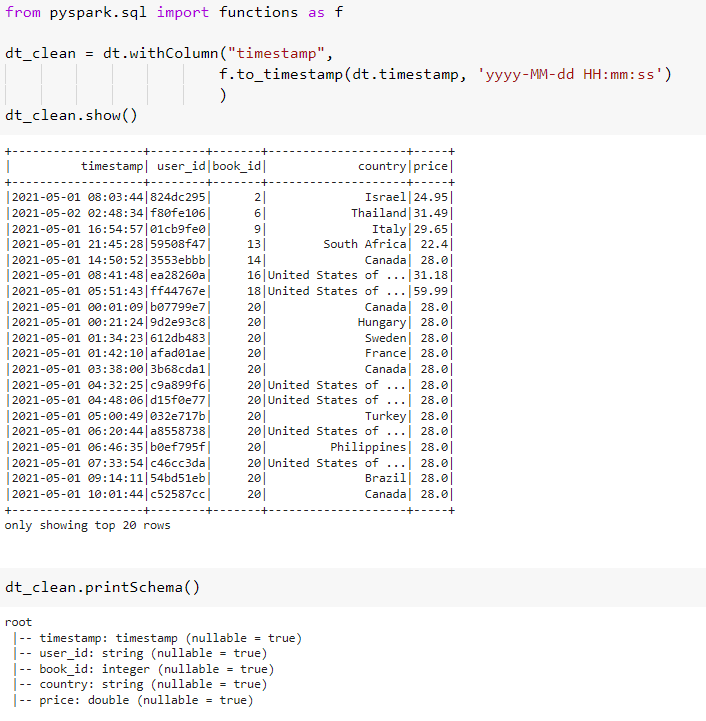 from pyspark.sql import functions as f
dt_clean = dt.withColumn("timestamp",
                         f.to_timestamp(dt.timestamp, 'yyyy-MM-dd HH:mm:ss')
                         )
dt_clean.show()
+-------------------+--------+-------+--------------------+-----+
|          timestamp| user_id|book_id|             country|price|
+-------------------+--------+-------+--------------------+-----+
|2021-05-01 08:03:44|824dc295|      2|              Israel|24.95|
|2021-05-02 02:48:34|f80fe106|      6|            Thailand|31.49|
|2021-05-01 16:54:57|01cb9fe0|      9|               Italy|29.65|
|2021-05-01 21:45:28|59508f47|     13|        South Africa| 22.4|
|2021-05-01 14:50:52|3553ebbb|     14|              Canada| 28.0|
|2021-05-01 08:41:48|ea28260a|     16|United States of ...|31.18|
|2021-05-01 05:51:43|ff44767e|     18|United States of ...|59.99|
|2021-05-01 00:01:09|b07799e7|     20|              Canada| 28.0|
|2021-05-01 00:21:24|9d2e93c8|     20|             Hungary| 28.0|
|2021-05-01 01:34:23|612db483|     20|              Sweden| 28.0|
|2021-05-01 01:42:10|afad01ae|     20|              France| 28.0|
|2021-05-01 03:38:00|3b68cda1|     20|              Canada| 28.0|
|2021-05-01 04:32:25|c9a899f6|     20|United States of ...| 28.0|
|2021-05-01 04:48:06|d15f0e77|     20|United States of ...| 28.0|
|2021-05-01 05:00:49|032e717b|     20|              Turkey| 28.0|
|2021-05-01 06:20:44|a8558738|     20|United States of ...| 28.0|
|2021-05-01 06:46:35|b0ef795f|     20|         Philippines| 28.0|
|2021-05-01 07:33:54|c46cc3da|     20|United States of ...| 28.0|
|2021-05-01 09:14:11|54bd51eb|     20|              Brazil| 28.0|
|2021-05-01 10:01:44|c52587cc|     20|              Canada| 28.0|
+-------------------+--------+-------+--------------------+-----+
only showing top 20 rows
dt_clean.printSchema()
root
 |-- timestamp: timestamp (nullable = true)
 |-- user_id: string (nullable = true)
 |-- book_id: integer (nullable = true)
 |-- country: string (nullable = true)
 |-- price: double (nullable = true)